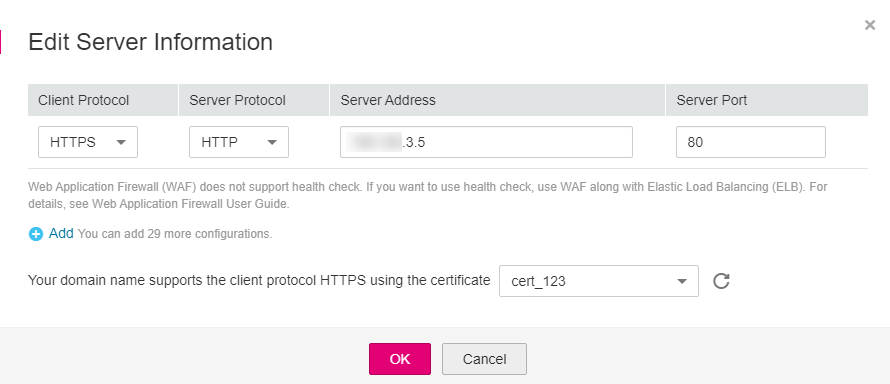 Edit Server Information
Client Protocol Server Protocol Server Address Server Port
HTTPS HTTP .3.5 80
Web Application Firewall (WAF) does not support health check. If you want to use health check, use WAF along with Elastic Load Balancing (ELB). For
details, see Web Application Firewall User Guide.
Add You can add 29 more configurations.
Your domain name supports the client protocol HTTPS using the certificate cert_123
OK Cancel